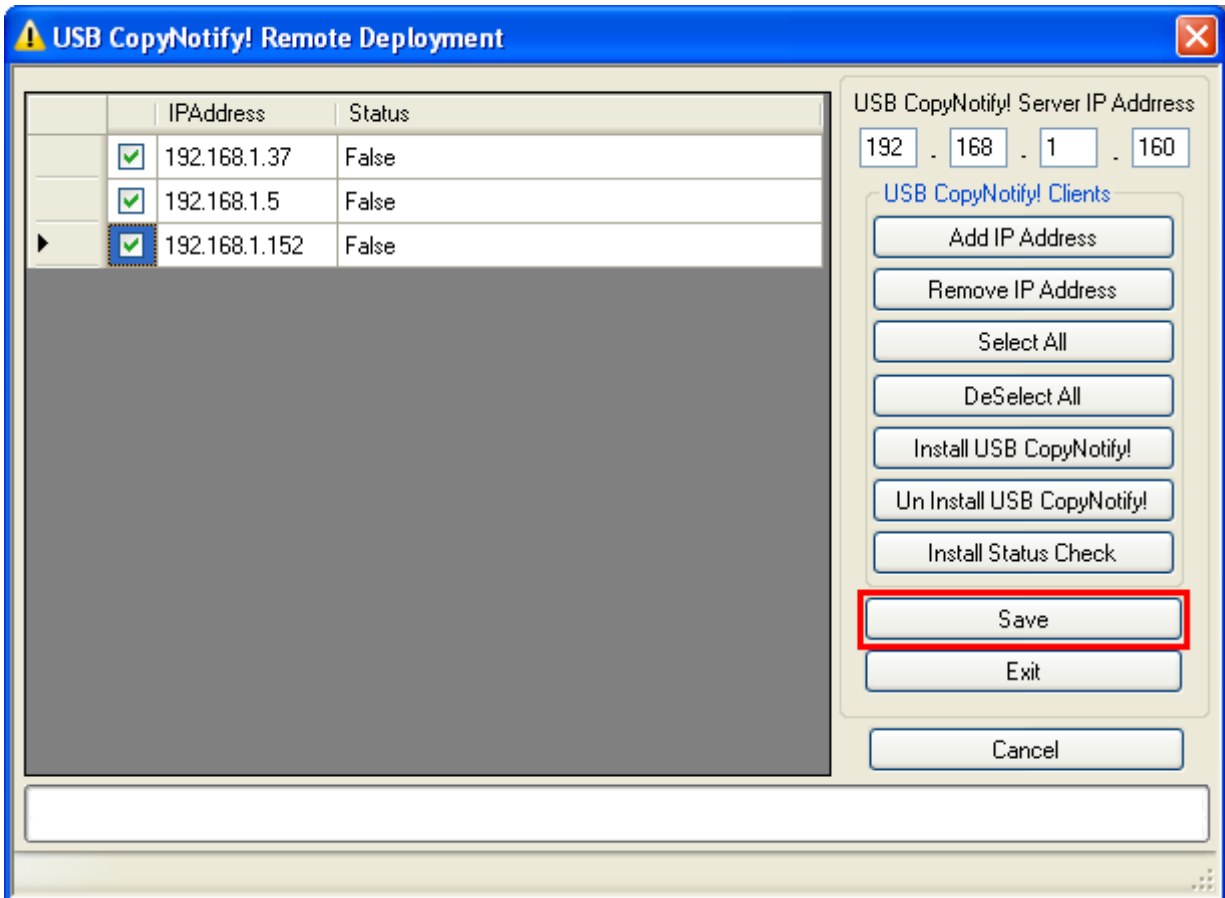 USB CopyNotify! Remote Deployment
IPAddress Status
192.168.1.37 False
192.168.1.5 False
192.168.1.152 False
USB CopyNotify! Server IP Addrress
192 . 168 . 1 . 160
USB CopyNotify! Clients
Add IP Address
Remove IP Address
Select All
DeSelect All
Install USB CopyNotify!
Un Install USB CopyNotify!
Install Status Check
Save
Exit
Cancel